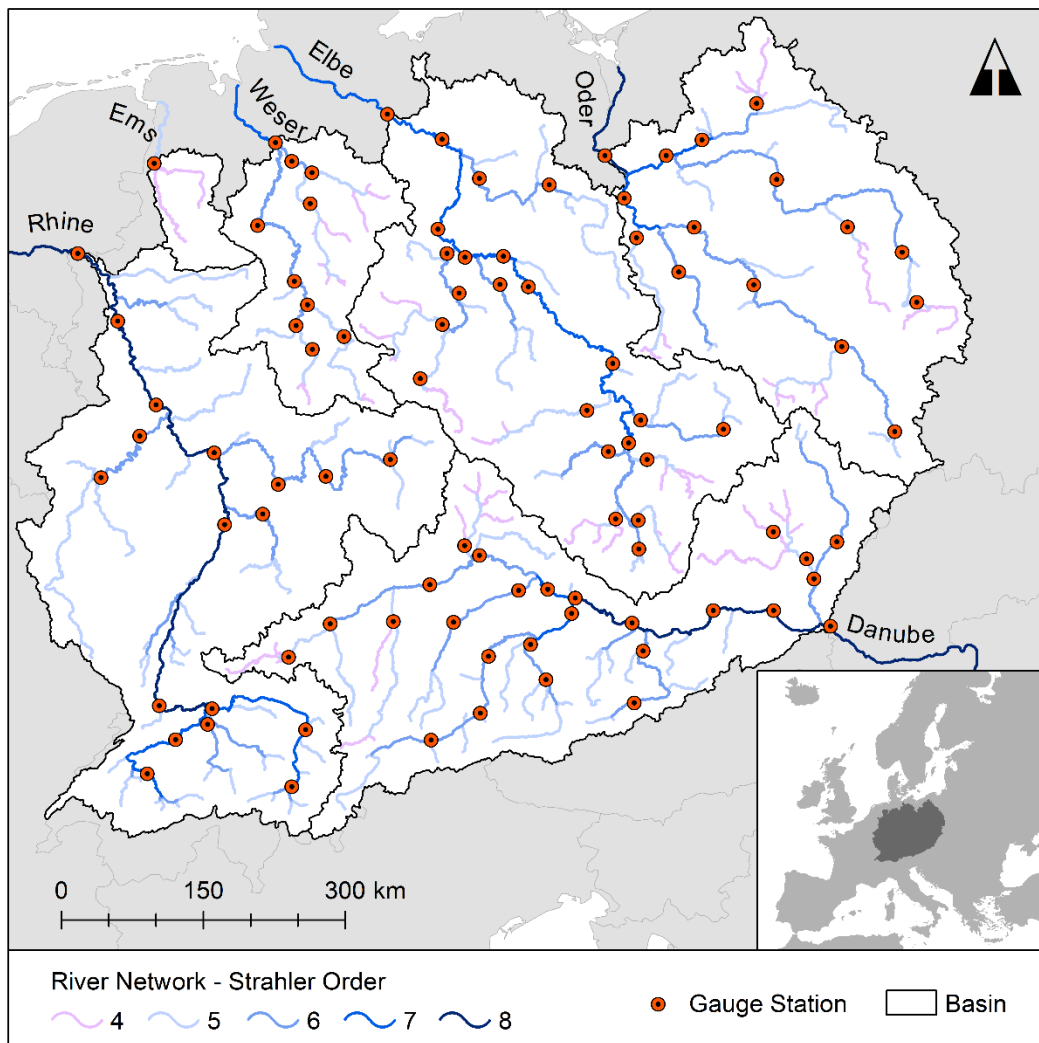 Elbe
Oder
Weser
Ems
Rhine
Danube
0 150 300 km
River Network - Strahler Order
4 5 6 7 8
Gauge Station
Basin